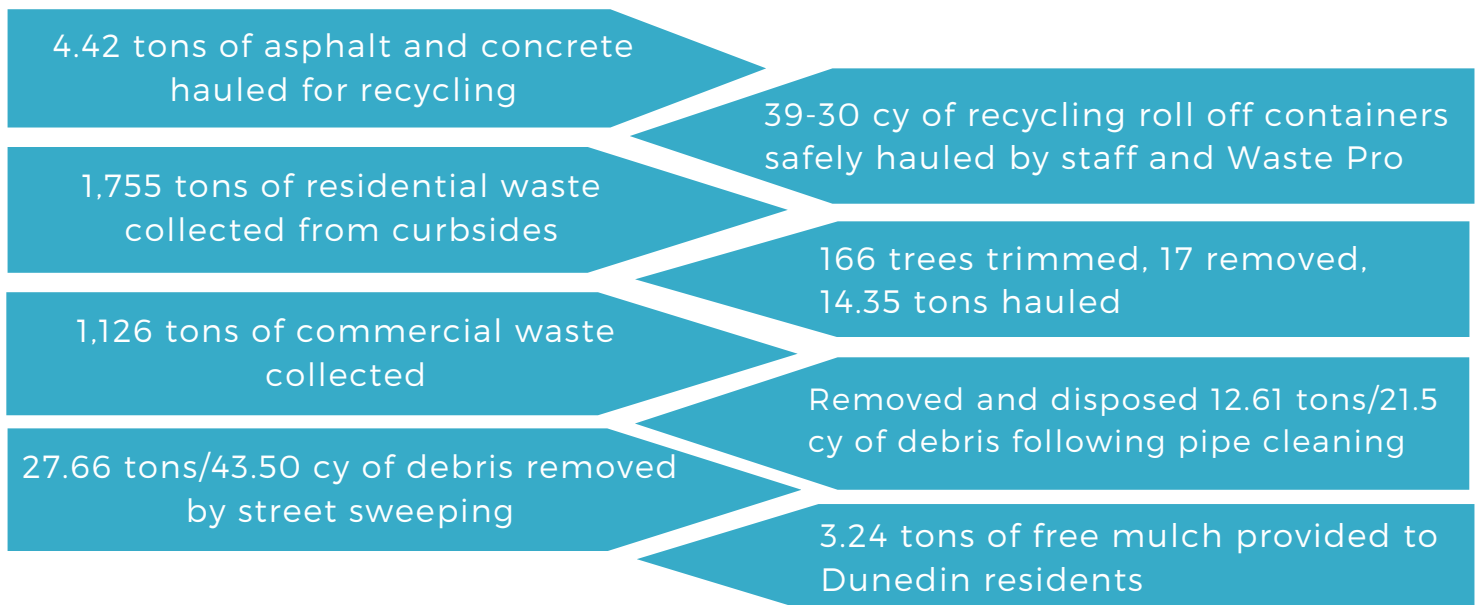 4.42 tons of asphalt and concrete
hauled for recycling
39-30 cy of recycling roll off containers
safely hauled by staff and Waste Pro
1,755 tons of residential waste
collected from curbsides
166 trees trimmed, 17 removed,
14.35 tons hauled
1,126 tons of commercial waste
collected
Removed and disposed 12.61 tons/21.5
cy of debris following pipe cleaning
27.66 tons/43.50 cy of debris removed
by street sweeping
3.24 tons of free mulch provided to
Dunedin residents